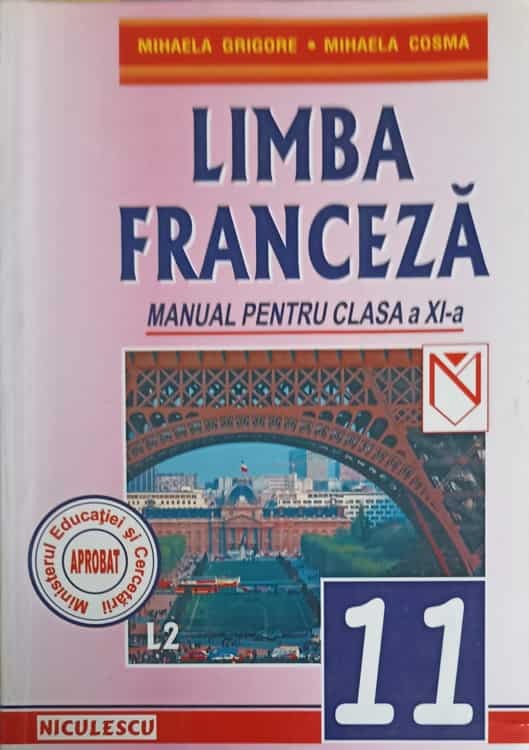 MIHAELA GRIGORE • MIHAELA COSMA
LIMBA
FRANCEZĂ
MANUAL PENTRU CLASA a XI-a
Ministerul Educației și Cercetării
APROBAT
L2
11
NICULESCU